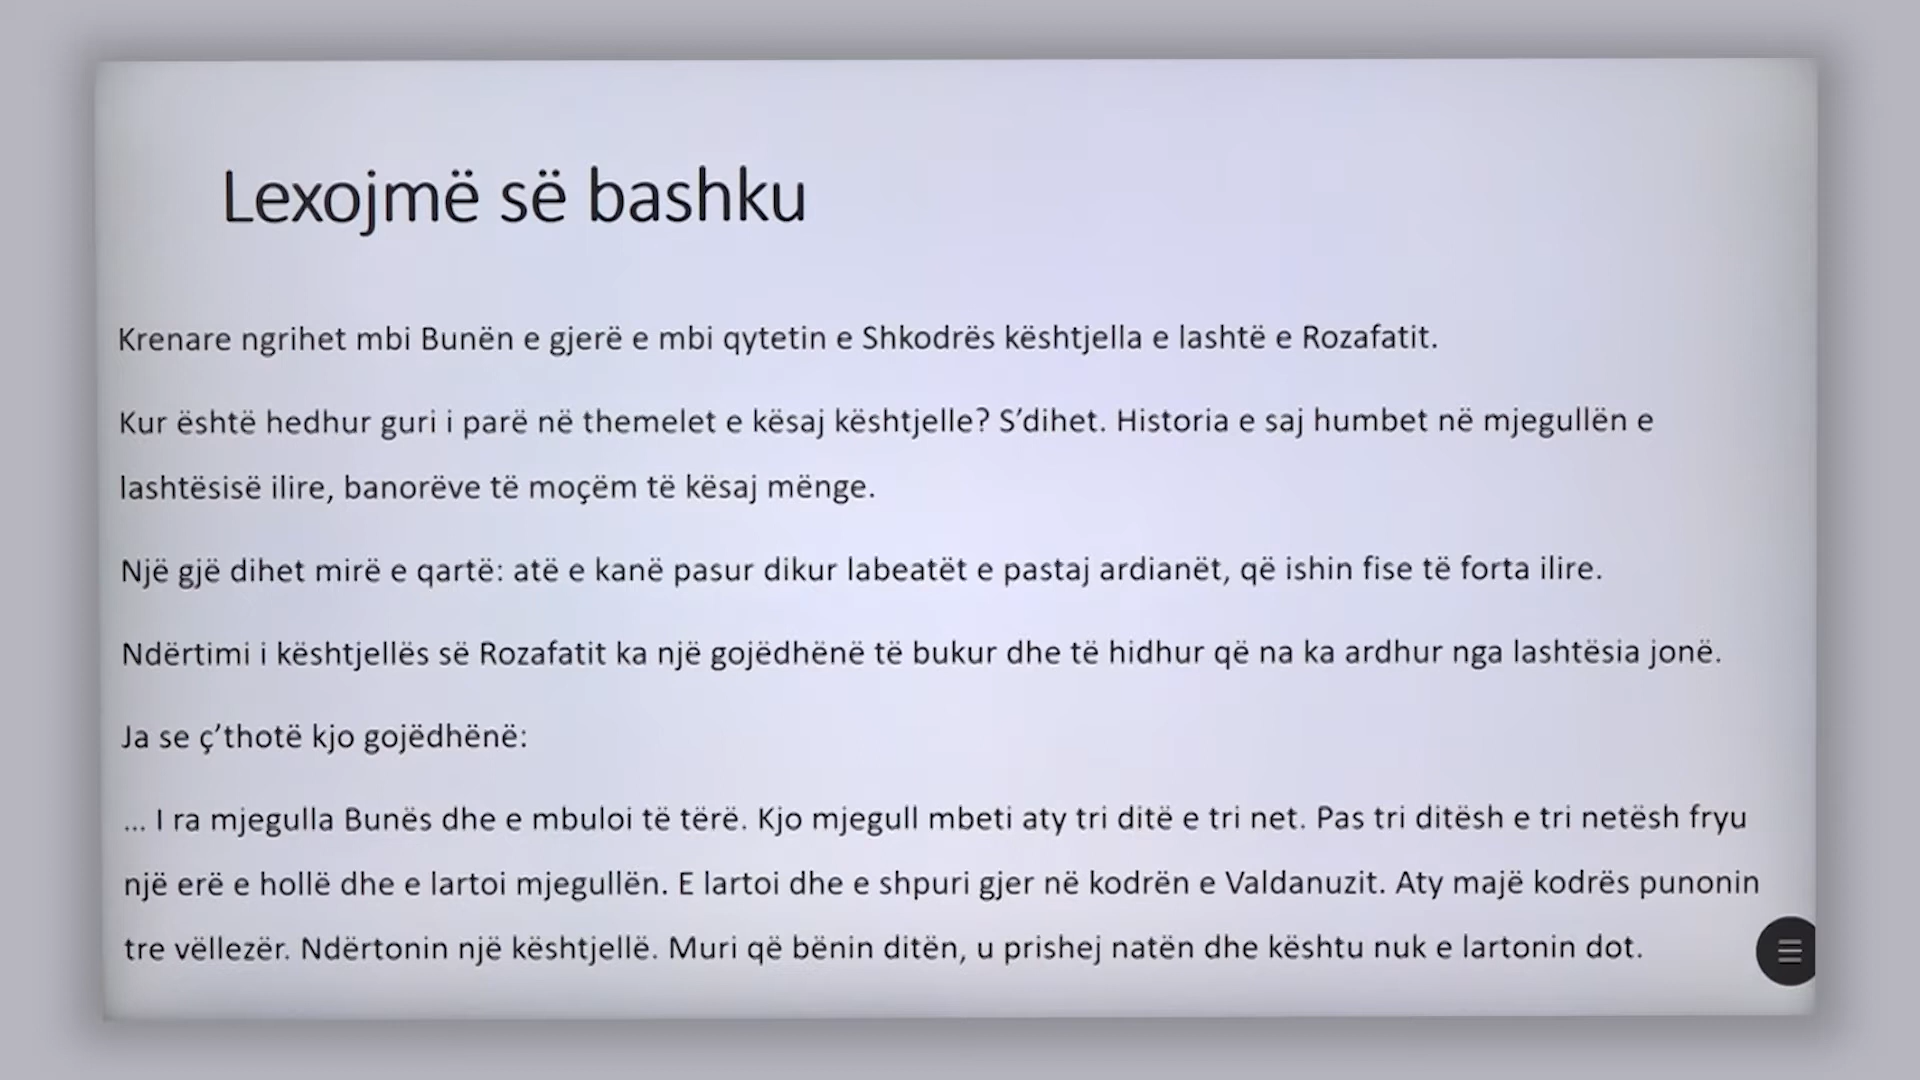 Lexojmë së bashku
Krenare ngrihet mbi Bunën e gjerë e mbi qytetin e Shkodrës kështjella e lashtë e Rozafatit.
Kur është hedhur guri i parë në themelet e kësaj kështjelle? S’dihet. Historia e saj humbet në mjegullën e
lashtësisë ilire, banorëve të moçëm të kësaj mënge.
Një gjë dihet mirë e qartë: atë e kanë pasur dikur labeatët e pastaj ardianët, që ishin fise të forta ilire.
Ndërtimi i kështjellës së Rozafatit ka një gojëdhënë të bukur dhe të hidhur që na ka ardhur nga lashtësia jonë.
Ja se ç’thotë kjo gojëdhënë:
... I ra mjegulla Bunës dhe e mbuloi të tërë. Kjo mjegull mbeti aty tri ditë e tri net. Pas tri ditësh e tri netësh fryu
një erë e hollë dhe e lartoi mjegullën. E lartoi dhe e shpuri gjer në kodrën e Valdanuzit. Aty majë kodrës punonin
tre vëllezër. Ndërtonin një kështjellë. Muri që bënin ditën, u prishej natën dhe kështu nuk e lartonin dot.